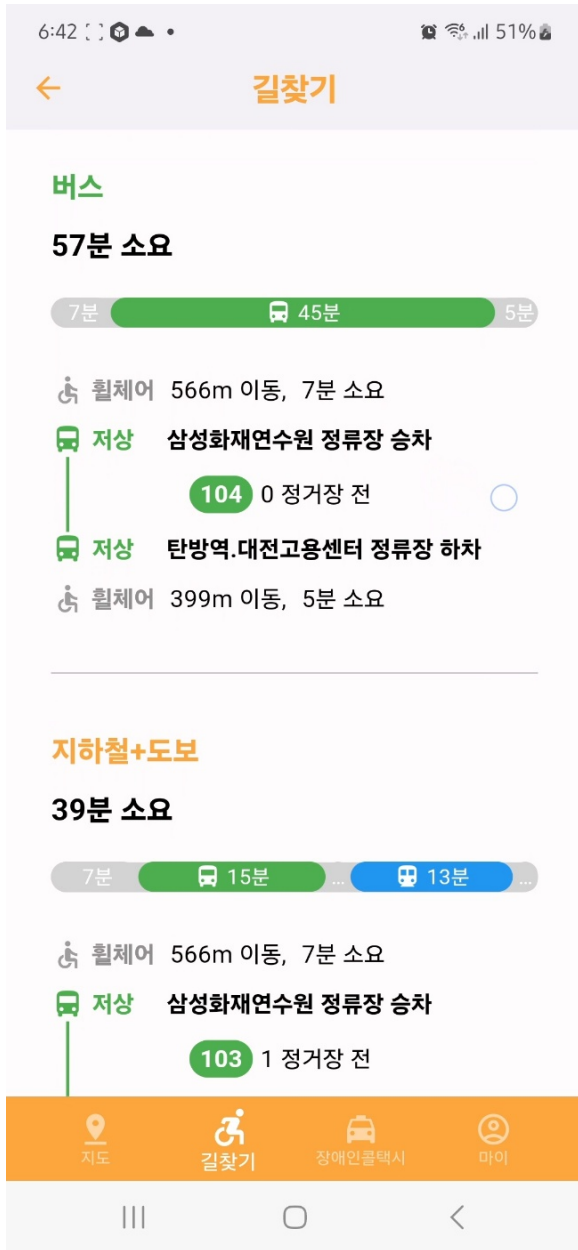 6:42 51%
길찾기
버스
57분 소요
7분 45분 5분
휠체어 566m 이동, 7분 소요
저상 삼성화재연수원 정류장 승차
104 0 정거장 전
저상 탄방역.대전고용센터 정류장 하차
휠체어 399m 이동, 5분 소요
지하철+도보
39분 소요
7분 15분 ... 13분 ...
휠체어 566m 이동, 7분 소요
저상 삼성화재연수원 정류장 승차
103 1 정거장 전
지도 길찾기 장애인콜택시 마이